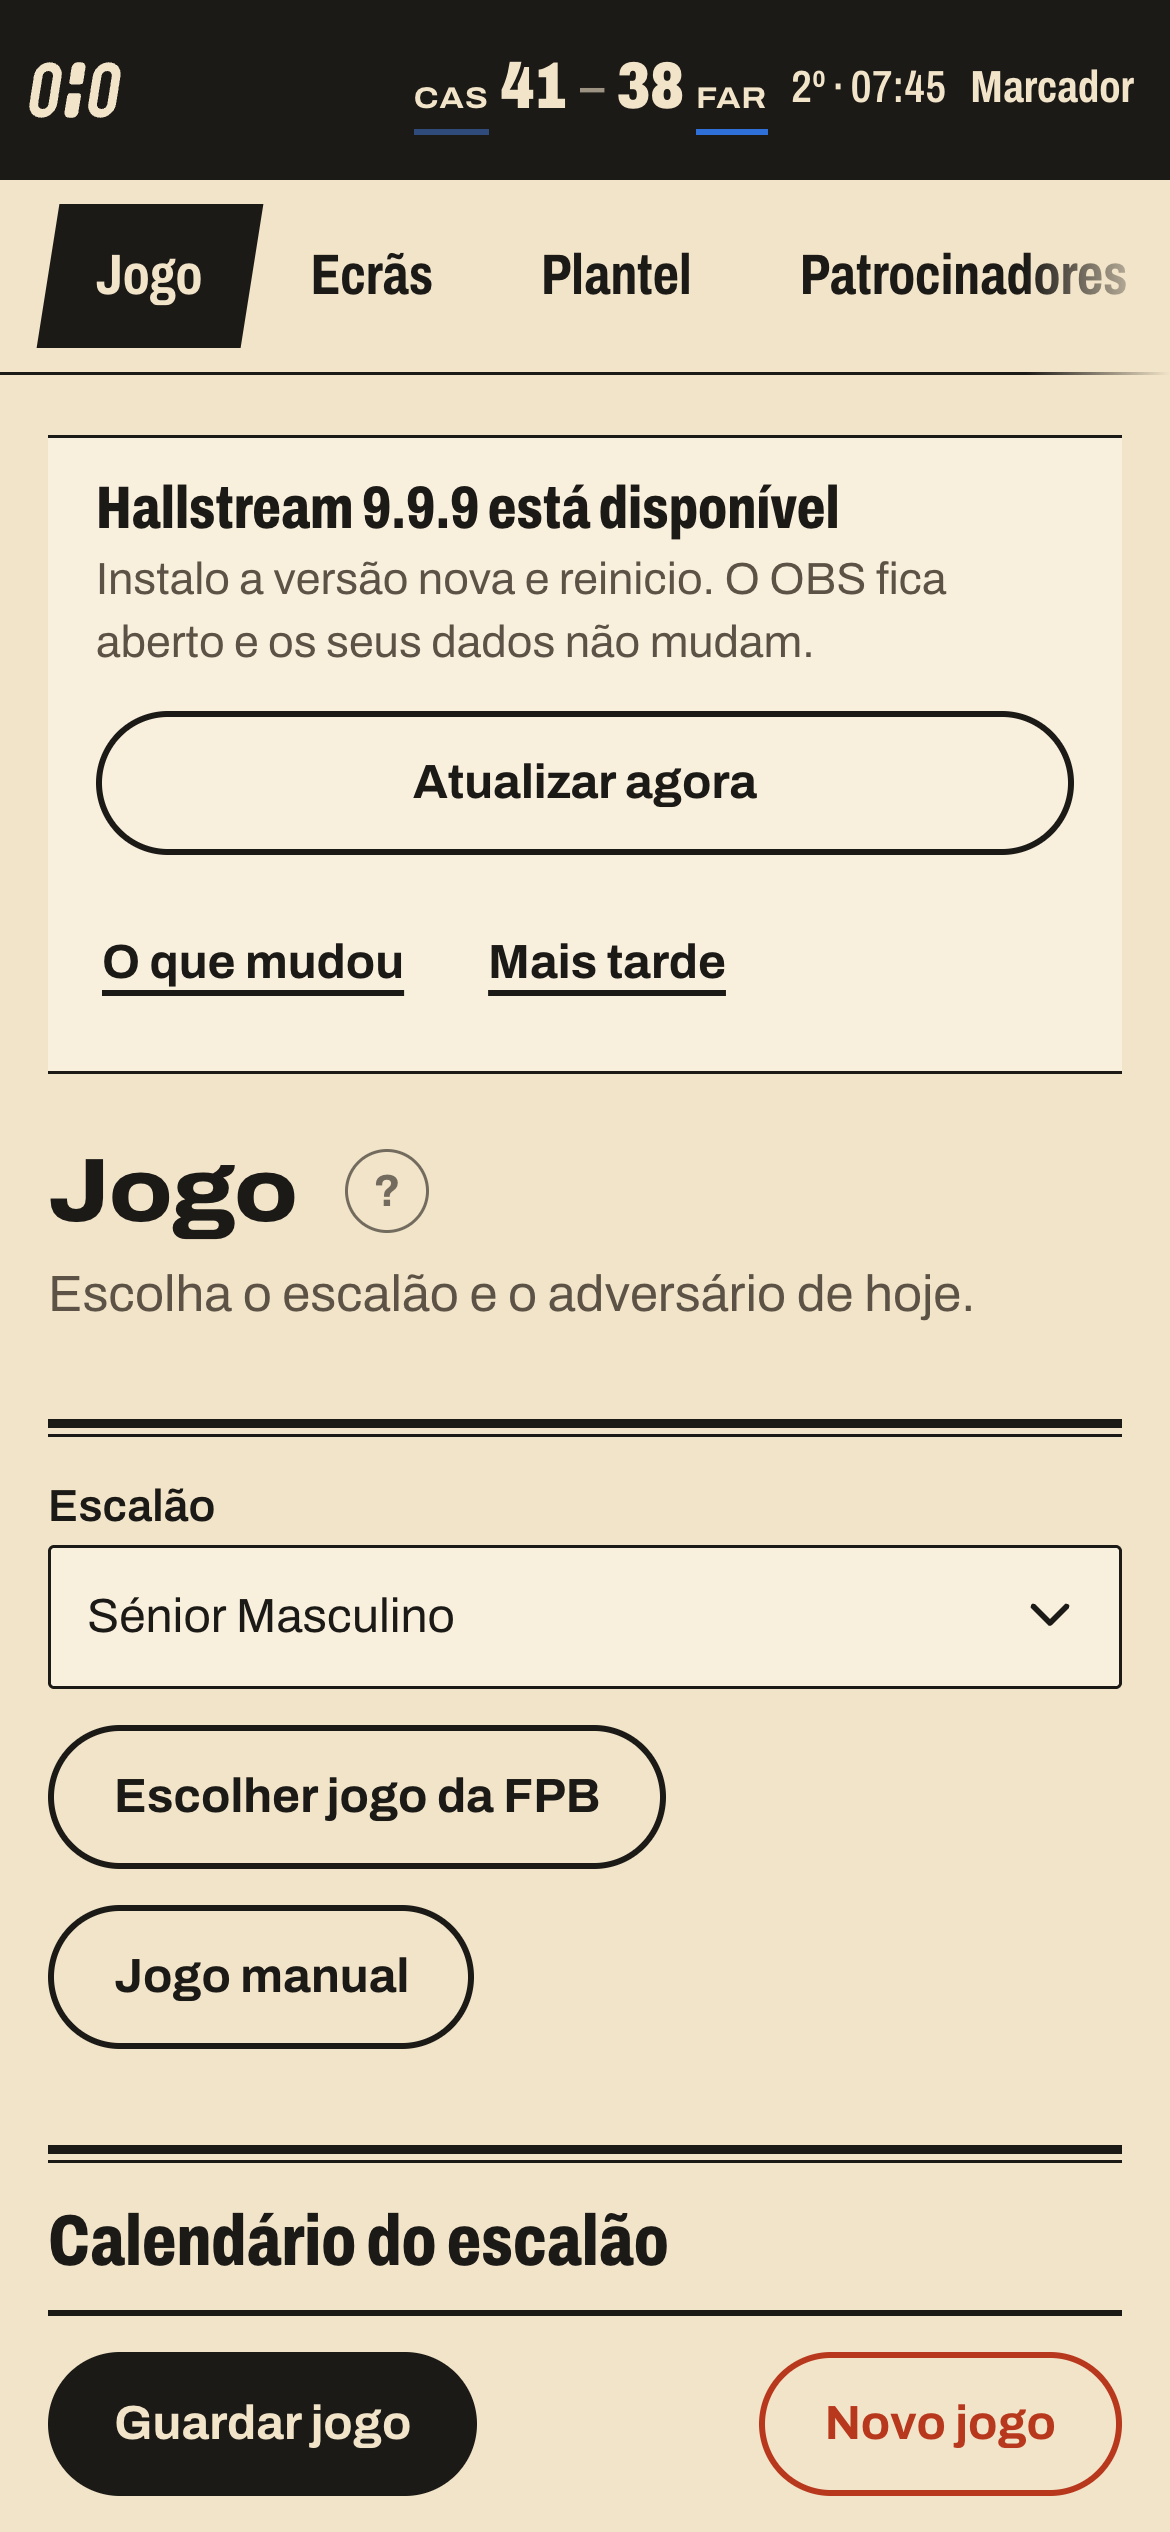 0:0
CAS 41 – 38 FAR 2º · 07:45 Marcador
Jogo Ecrãs Plantel Patrocinadores
Hallstream 9.9.9 está disponível
Instalo a versão nova e reinicio. O OBS fica
aberto e os seus dados não mudam.
Atualizar agora
O que mudou Mais tarde
Jogo ?
Escolha o escalão e o adversário de hoje.
Escalão
Sénior Masculino
Escolher jogo da FPB
Jogo manual
Calendário do escalão
Guardar jogo Novo jogo